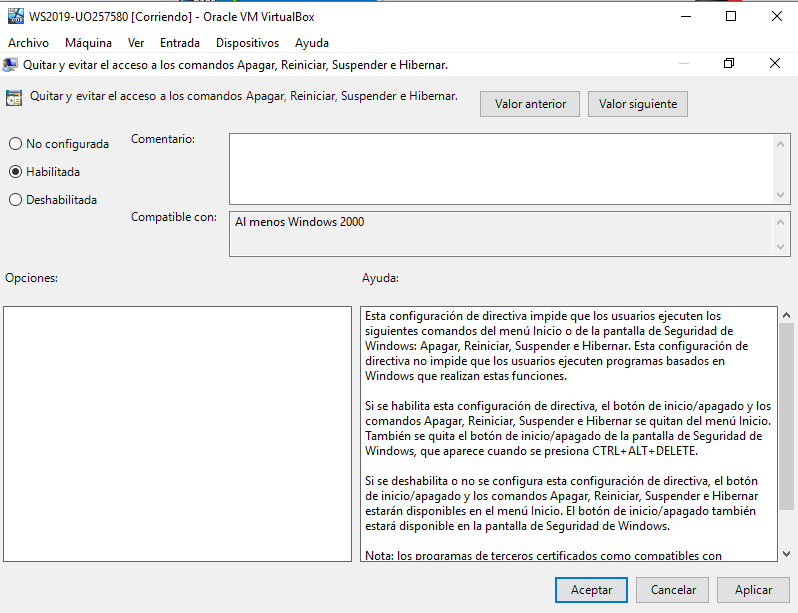 WS2019-UO257580 [Corriendo] - Oracle VM VirtualBox
Archivo Máquina Ver Entrada Dispositivos Ayuda
Quitar y evitar el acceso a los comandos Apagar, Reiniciar, Suspender e Hibernar.
Quitar y evitar el acceso a los comandos Apagar, Reiniciar, Suspender e Hibernar.
Valor anterior
Valor siguiente
No configurada
Habilitada
Deshabilitada
Comentario:
Compatible con:
Al menos Windows 2000
Opciones:
Ayuda:
Esta configuración de directiva impide que los usuarios ejecuten los
siguientes comandos del menú Inicio o de la pantalla de Seguridad de
Windows: Apagar, Reiniciar, Suspender e Hibernar. Esta configuración de
directiva no impide que los usuarios ejecuten programas basados en
Windows que realizan estas funciones.
Si se habilita esta configuración de directiva, el botón de inicio/apagado y los
comandos Apagar, Reiniciar, Suspender e Hibernar se quitan del menú Inicio.
También se quita el botón de inicio/apagado de la pantalla de Seguridad de
Windows, que aparece cuando se presiona CTRL+ALT+DELETE.
Si se deshabilita o no se configura esta configuración de directiva, el botón
de inicio/apagado y los comandos Apagar, Reiniciar, Suspender e Hibernar
estarán disponibles en el menú Inicio. El botón de inicio/apagado también
estará disponible en la pantalla de Seguridad de Windows.
Nota: los programas de terceros certificados como compatibles con
Aceptar
Cancelar
Aplicar